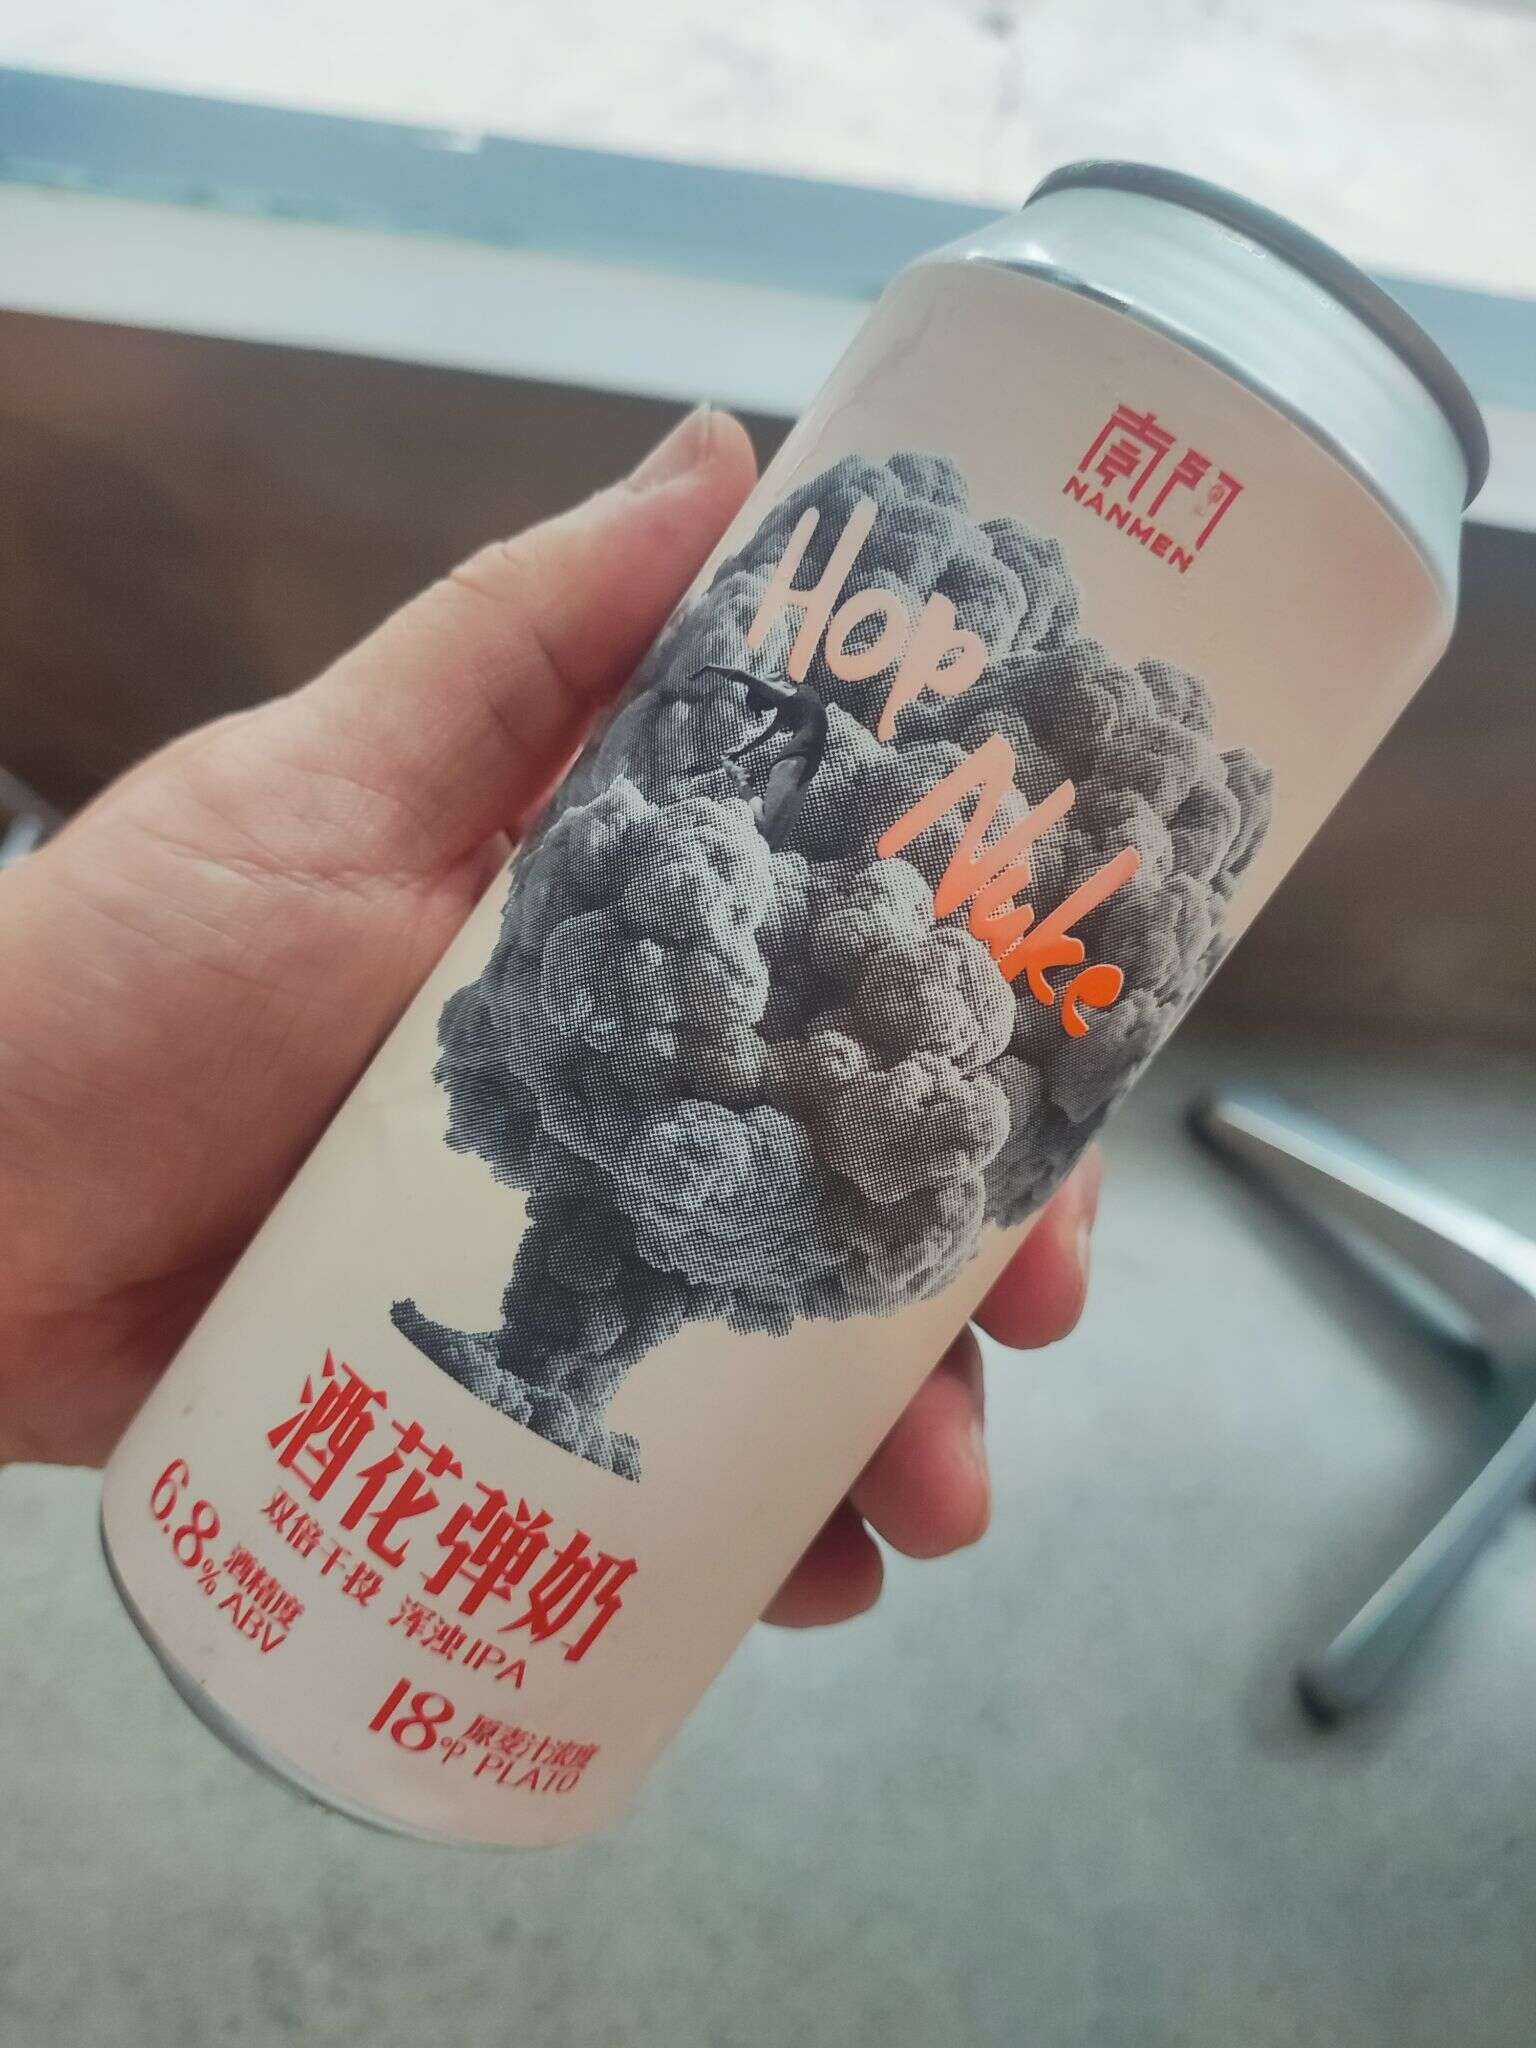 南門
NANMEN
Hop
Nuke
酒花弹奶
双倍干投 浑浊IPA
6.8% 酒精度 ABV
18°P 原麦汁浓度 PLATO